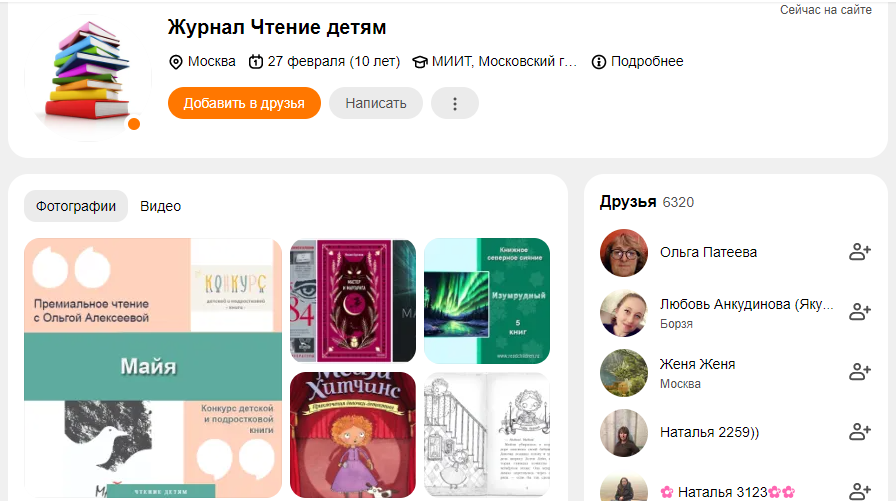 Сейчас на сайте
Журнал Чтение детям
Москва 27 февраля (10 лет) МИИТ, Московский г… Подробнее
Добавить в друзья Написать
Фотографии Видео
Премиальное чтение
с Ольгой Алексеевой
КОНКУРС
ДЕТСКОЙ И ПОДРОСТКОВОЙ
КНИГИ
Майя
Конкурс детской
и подростковой
книги
ЧТЕНИЕ ДЕТЯМ
84
МАСТЕР
И МАРГАРИТА
Книжное
северное сияние
Изумрудный
5
книг
Хитчинс
Друзья 6320
Ольга Патеева
Любовь Анкудинова (Яку…
Борзя
Женя Женя
Москва
Наталья 2259))
🌸 Наталья 3123🌸🌸